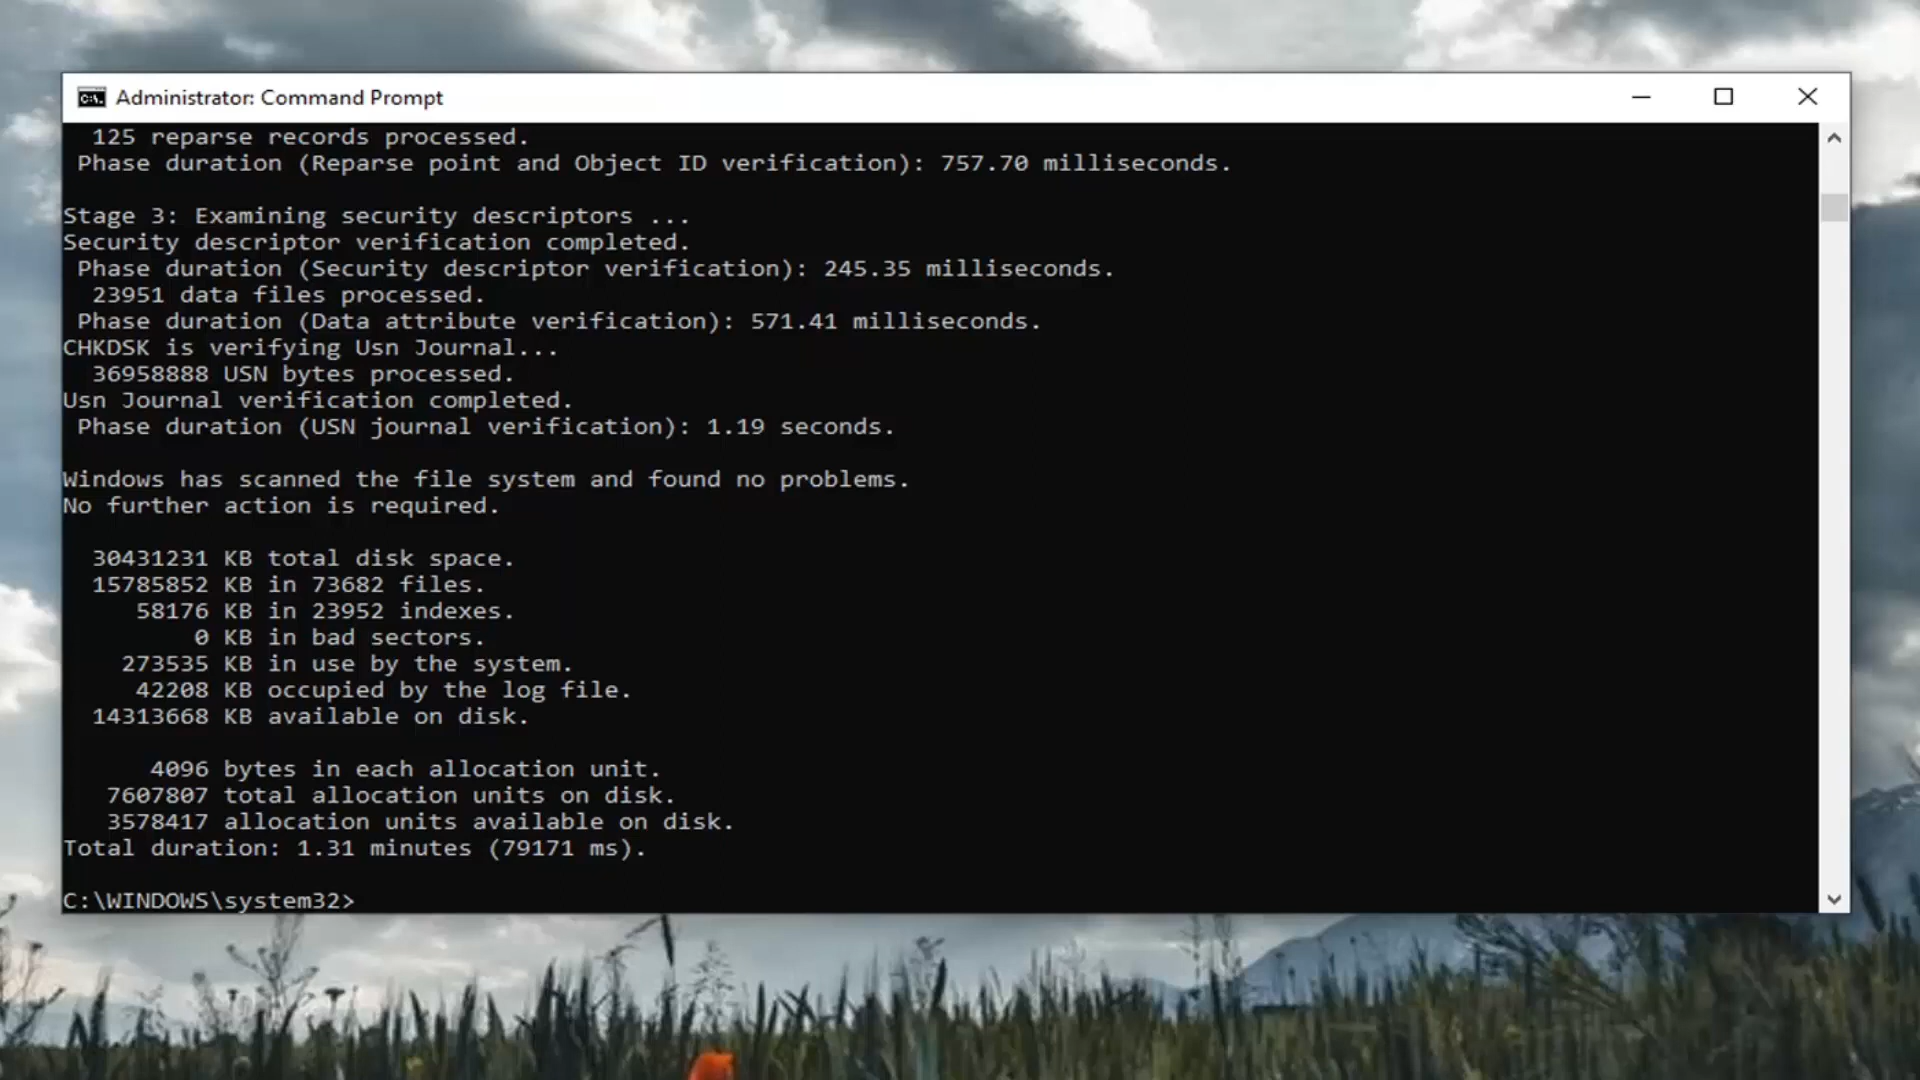 Administrator: Command Prompt
125 reparse records processed.
Phase duration (Reparse point and Object ID verification): 757.70 milliseconds.
Stage 3: Examining security descriptors ...
Security descriptor verification completed.
Phase duration (Security descriptor verification): 245.35 milliseconds.
23951 data files processed.
Phase duration (Data attribute verification): 571.41 milliseconds.
CHKDSK is verifying Usn Journal...
36958888 USN bytes processed.
Usn Journal verification completed.
Phase duration (USN journal verification): 1.19 seconds.
Windows has scanned the file system and found no problems.
No further action is required.
30431231 KB total disk space.
15785852 KB in 73682 files.
58176 KB in 23952 indexes.
0 KB in bad sectors.
273535 KB in use by the system.
42208 KB occupied by the log file.
14313668 KB available on disk.
4096 bytes in each allocation unit.
7607807 total allocation units on disk.
3578417 allocation units available on disk.
Total duration: 1.31 minutes (79171 ms).
C:\WINDOWS\system32>